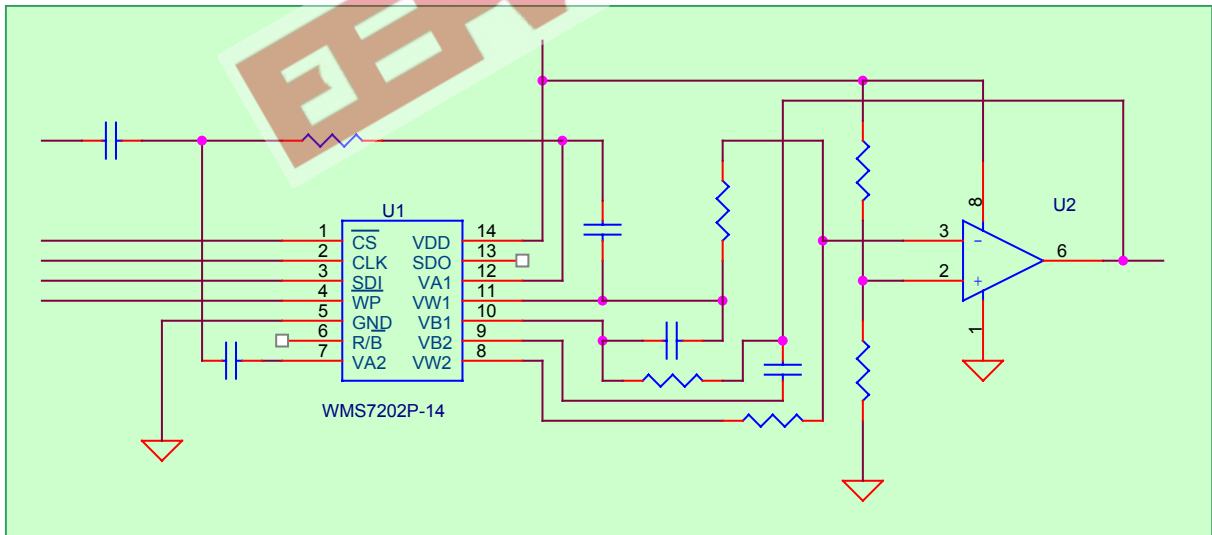 U1
1 CS VDD 14
2 CLK SDO 13
3 SDI VA1 12
4 WP VW1 11
5 GND VB1 10
6 R/B VB2 9
7 VA2 VW2 8
WMS7202P-14
U2
8
3 −
6
2 +
1